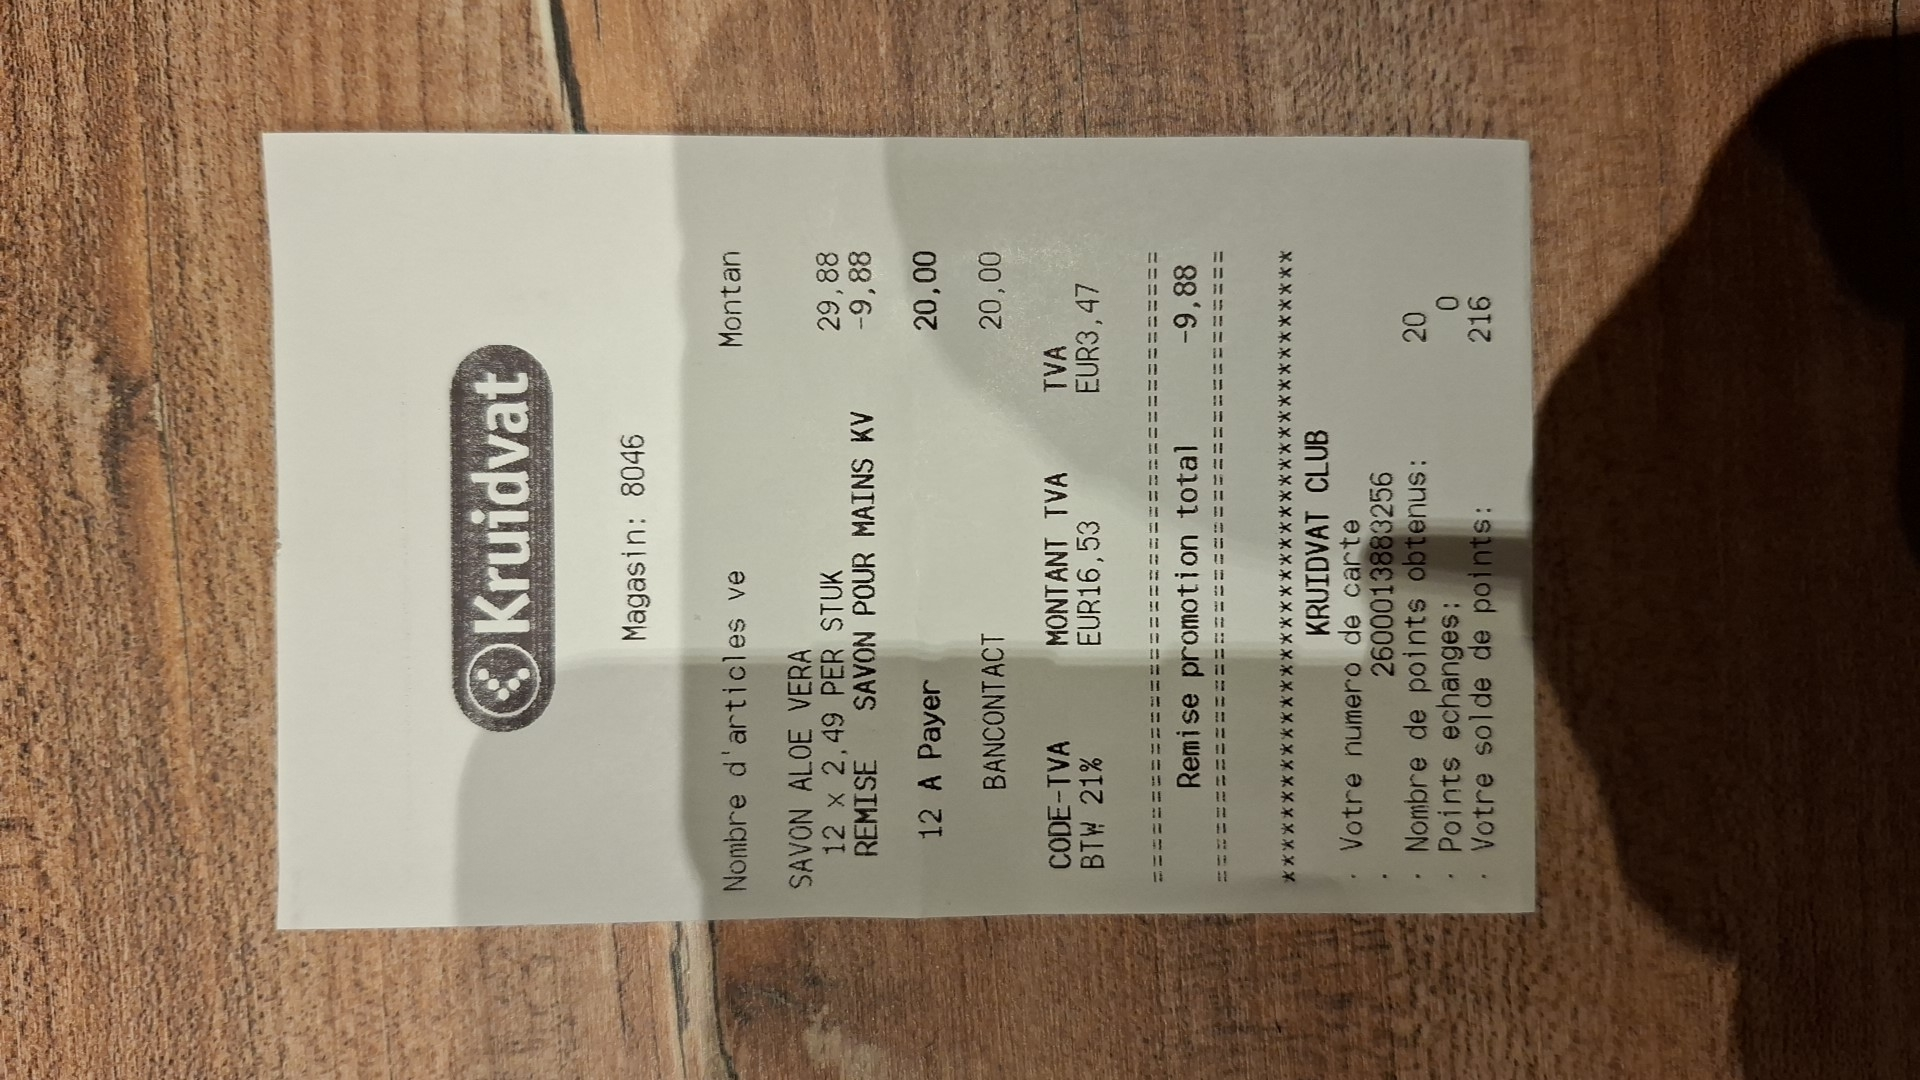 Kruidvat
Magasin: 8046
Nombre d'articles ve Montan
SAVON ALOE VERA
12 x 2,49 PER STUK 29,88
REMISE SAVON POUR MAINS KV -9,88
12 A Payer 20,00
BANCONTACT 20,00
CODE-TVA MONTANT TVA TVA
BTW 21% EUR16,53 EUR3,47
========================================
Remise promotion total -9,88
========================================
****************************************
KRUIDVAT CLUB
. Votre numero de carte
. 2600013883256
. Nombre de points obtenus: 20
. Points echanges: 0
. Votre solde de points: 216